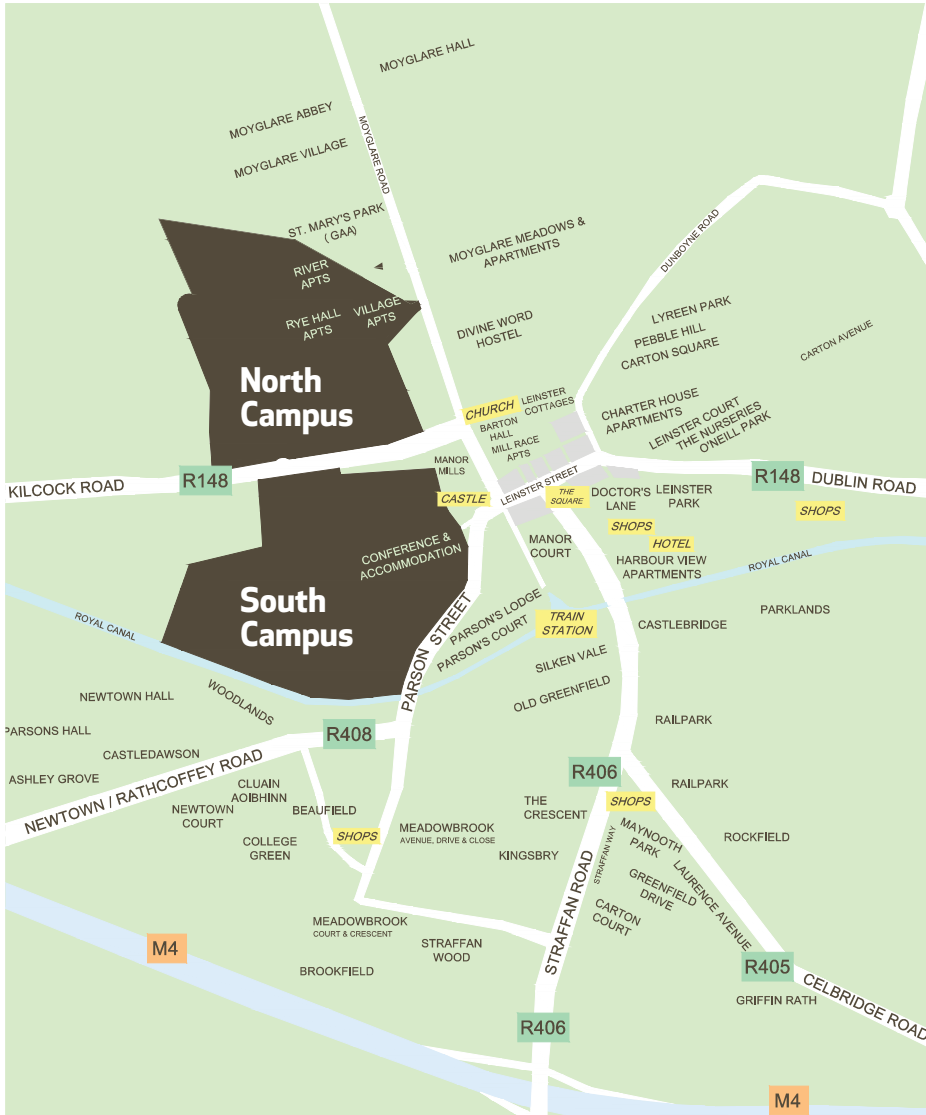 MOYGLARE HALL
MOYGLARE ABBEY
MOYGLARE VILLAGE
MOYGLARE ROAD
ST. MARY'S PARK
( GAA)
MOYGLARE MEADOWS &
APARTMENTS
DUNBOYNE ROAD
RIVER
APTS
RYE HALL
APTS
VILLAGE
APTS
DIVINE WORD
HOSTEL
LYREEN PARK
PEBBLE HILL
CARTON SQUARE
CARTON AVENUE
North
Campus
CHURCH
LEINSTER
COTTAGES
BARTON
HALL
MILL RACE
APTS
CHARTER HOUSE
APARTMENTS
LEINSTER COURT
THE NURSERIES
O'NEILL PARK
MANOR
MILLS
KILCOCK ROAD
R148
CASTLE
LEINSTER STREET
THE
SQUARE
DOCTOR'S
LANE
LEINSTER
PARK
R148
DUBLIN ROAD
SHOPS
SHOPS
HOTEL
CONFERENCE &
ACCOMMODATION
MANOR
COURT
HARBOUR VIEW
APARTMENTS
ROYAL CANAL
South
Campus
ROYAL CANAL
PARSON STREET
PARSON'S LODGE
PARSON'S COURT
TRAIN
STATION
CASTLEBRIDGE
PARKLANDS
SILKEN VALE
OLD GREENFIELD
NEWTOWN HALL
WOODLANDS
PARSONS HALL
CASTLEDAWSON
R408
RAILPARK
ASHLEY GROVE
NEWTOWN / RATHCOFFEY ROAD
CLUAIN
AOIBHINN
NEWTOWN
COURT
BEAUFIELD
COLLEGE
GREEN
SHOPS
MEADOWBROOK
AVENUE, DRIVE & CLOSE
R406
RAILPARK
THE
CRESCENT
SHOPS
KINGSBRY
STRAFFAN WAY
MAYNOOTH
PARK
ROCKFIELD
GREENFIELD
DRIVE
LAURENCE AVENUE
CARTON
COURT
STRAFFAN ROAD
MEADOWBROOK
COURT & CRESCENT
STRAFFAN
WOOD
BROOKFIELD
M4
R405
CELBRIDGE ROAD
GRIFFIN RATH
R406
M4